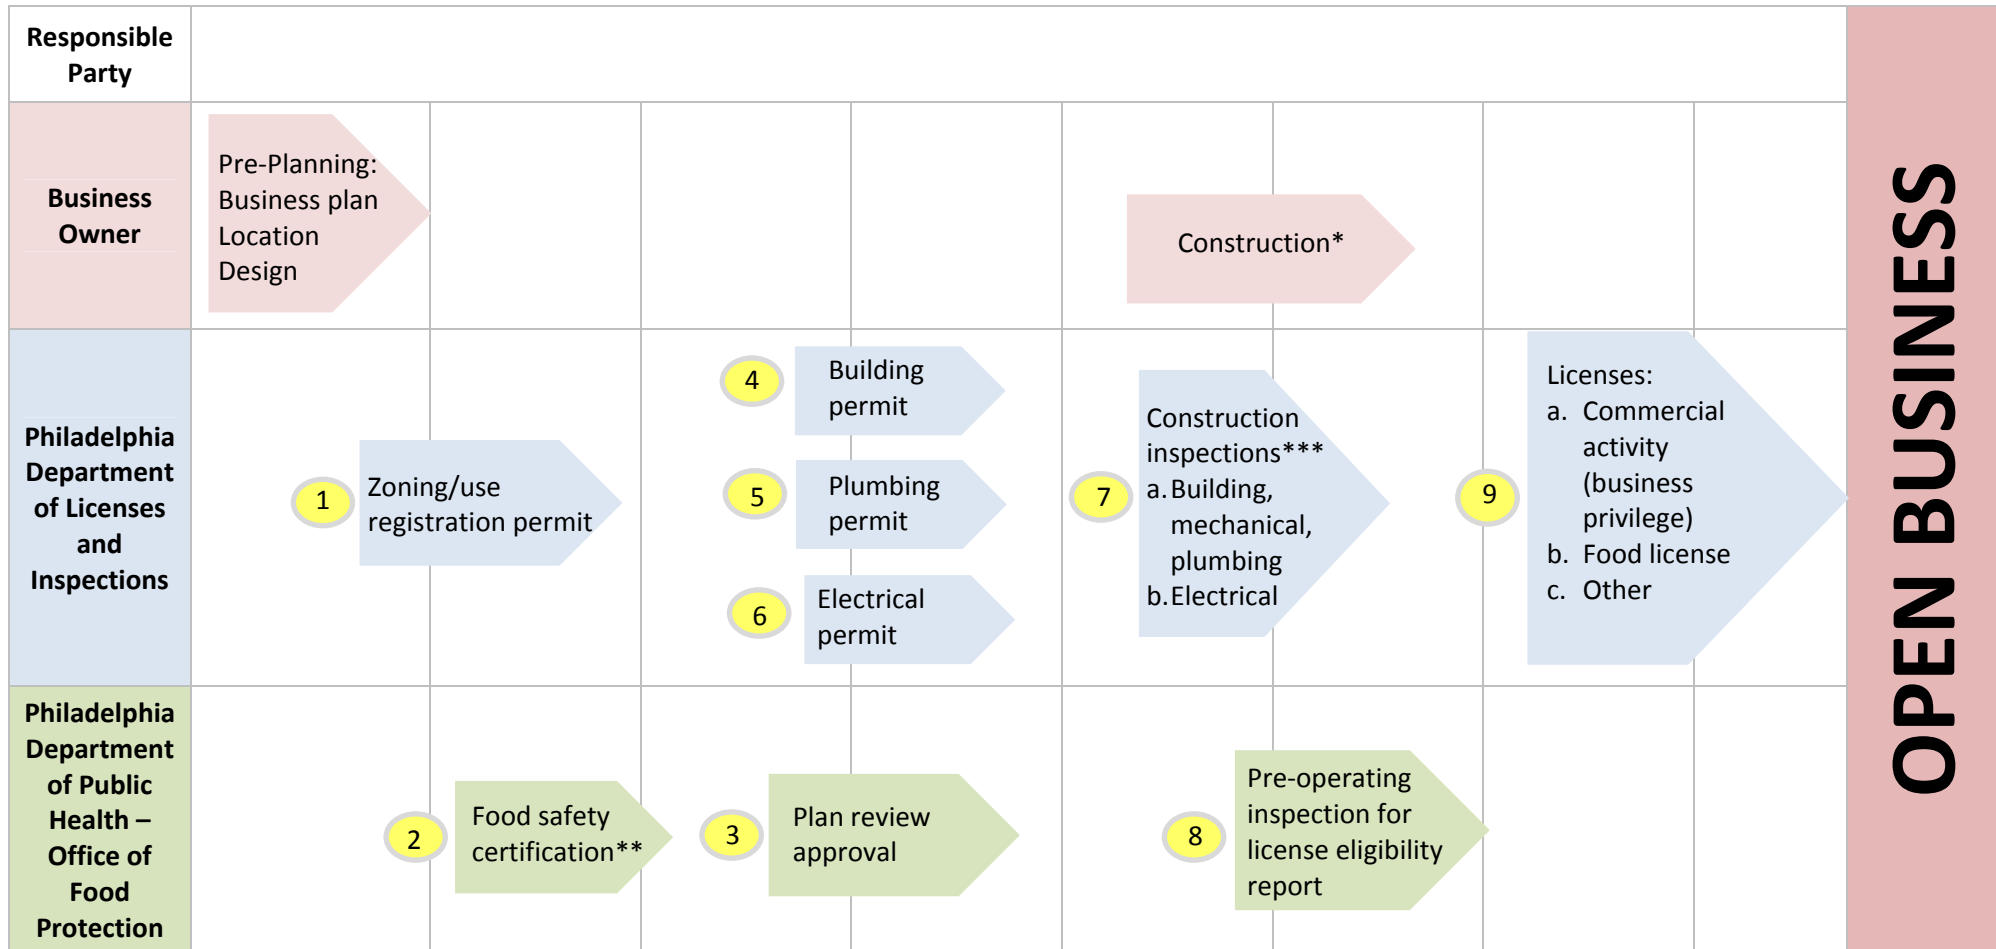 Responsible
Party
Business
Owner
Pre-Planning:
Business plan
Location
Design
Construction*
Philadelphia
Department
of Licenses
and
Inspections
1
Zoning/use
registration permit
4
Building
permit
5
Plumbing
permit
6
Electrical
permit
7
Construction
inspections***
a. Building,
mechanical,
plumbing
b. Electrical
9
Licenses:
a. Commercial
activity
(business
privilege)
b. Food license
c. Other
Philadelphia
Department
of Public
Health –
Office of
Food
Protection
2
Food safety
certification**
3
Plan review
approval
8
Pre-operating
inspection for
license eligibility
report
OPEN BUSINESS